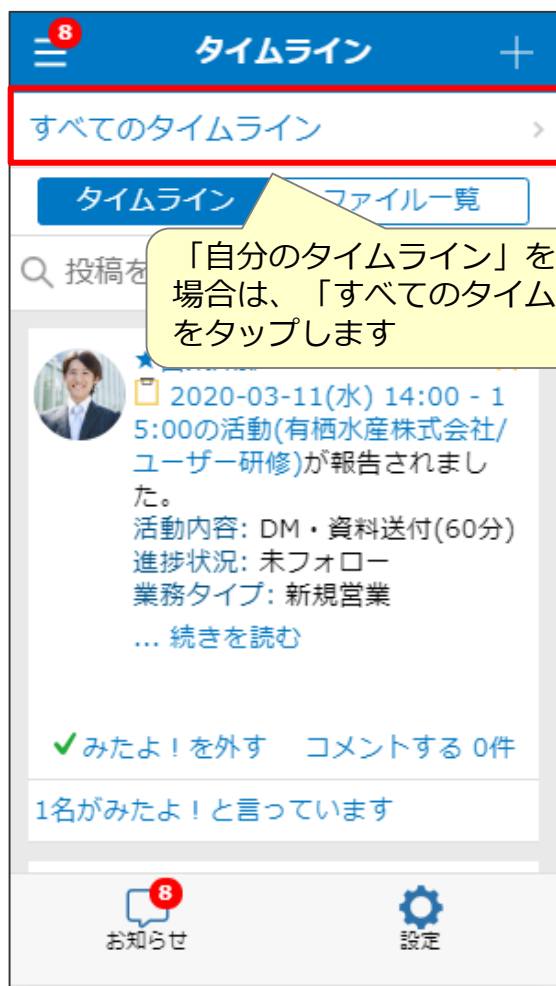 8
タイムライン
すべてのタイムライン
タイムライン
ファイル一覧
投稿を
「自分のタイムライン」を
場合は、「すべてのタイム
をタップします
2020-03-11(水) 14:00 - 1
5:00の活動(有栖水産株式会社/
ユーザー研修)が報告されまし
た。
活動内容: DM・資料送付(60分)
進捗状況: 未フォロー
業務タイプ: 新規営業
... 続きを読む
みたよ！を外す コメントする 0件
1名がみたよ！と言っています
8
お知らせ
設定